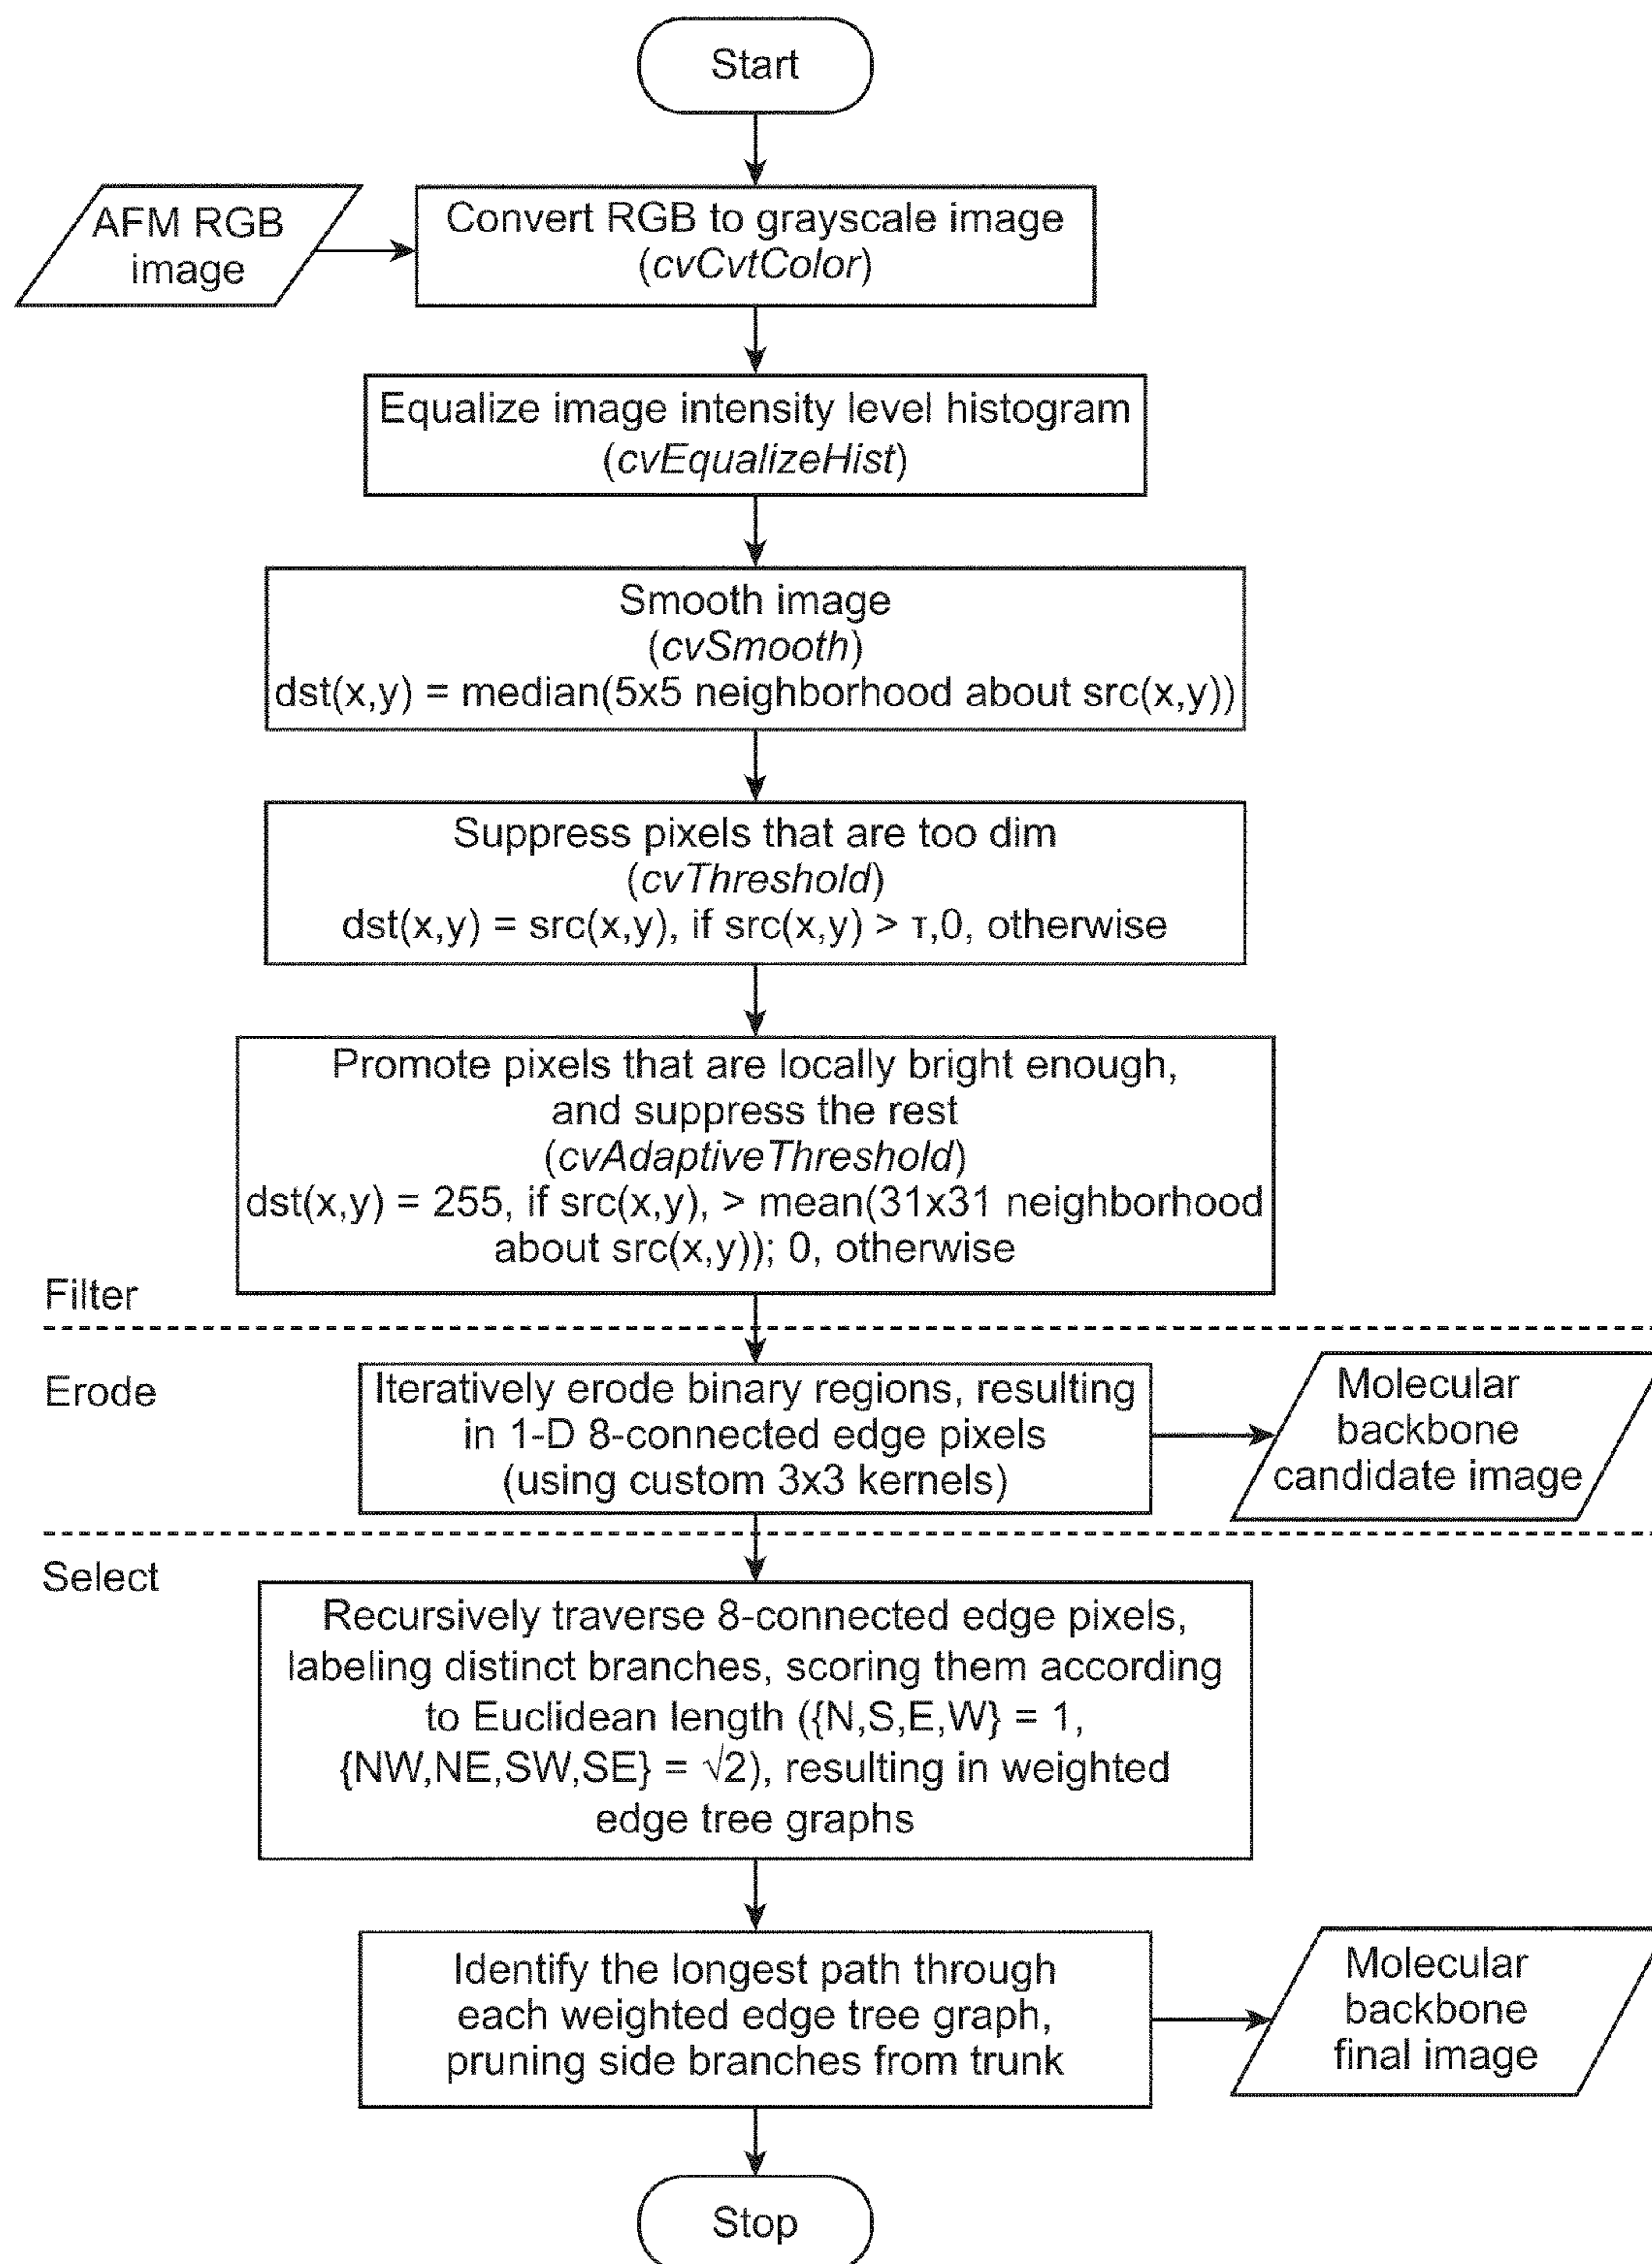 Start
AFM RGB
image
Convert RGB to grayscale image
(cvCvtColor)
Equalize image intensity level histogram
(cvEqualizeHist)
Smooth image
(cvSmooth)
dst(x,y) = median(5x5 neighborhood about src(x,y))
Suppress pixels that are too dim
(cvThreshold)
dst(x,y) = src(x,y), if src(x,y) > τ,0, otherwise
Promote pixels that are locally bright enough,
and suppress the rest
(cvAdaptiveThreshold)
dst(x,y) = 255, if src(x,y), > mean(31x31 neighborhood
about src(x,y)); 0, otherwise
Filter
Erode
Iteratively erode binary regions, resulting
in 1-D 8-connected edge pixels
(using custom 3x3 kernels)
Molecular
backbone
candidate image
Select
Recursively traverse 8-connected edge pixels,
labeling distinct branches, scoring them according
to Euclidean length ({N,S,E,W} = 1,
{NW,NE,SW,SE} = √2), resulting in weighted
edge tree graphs
Identify the longest path through
each weighted edge tree graph,
pruning side branches from trunk
Molecular
backbone
final image
Stop